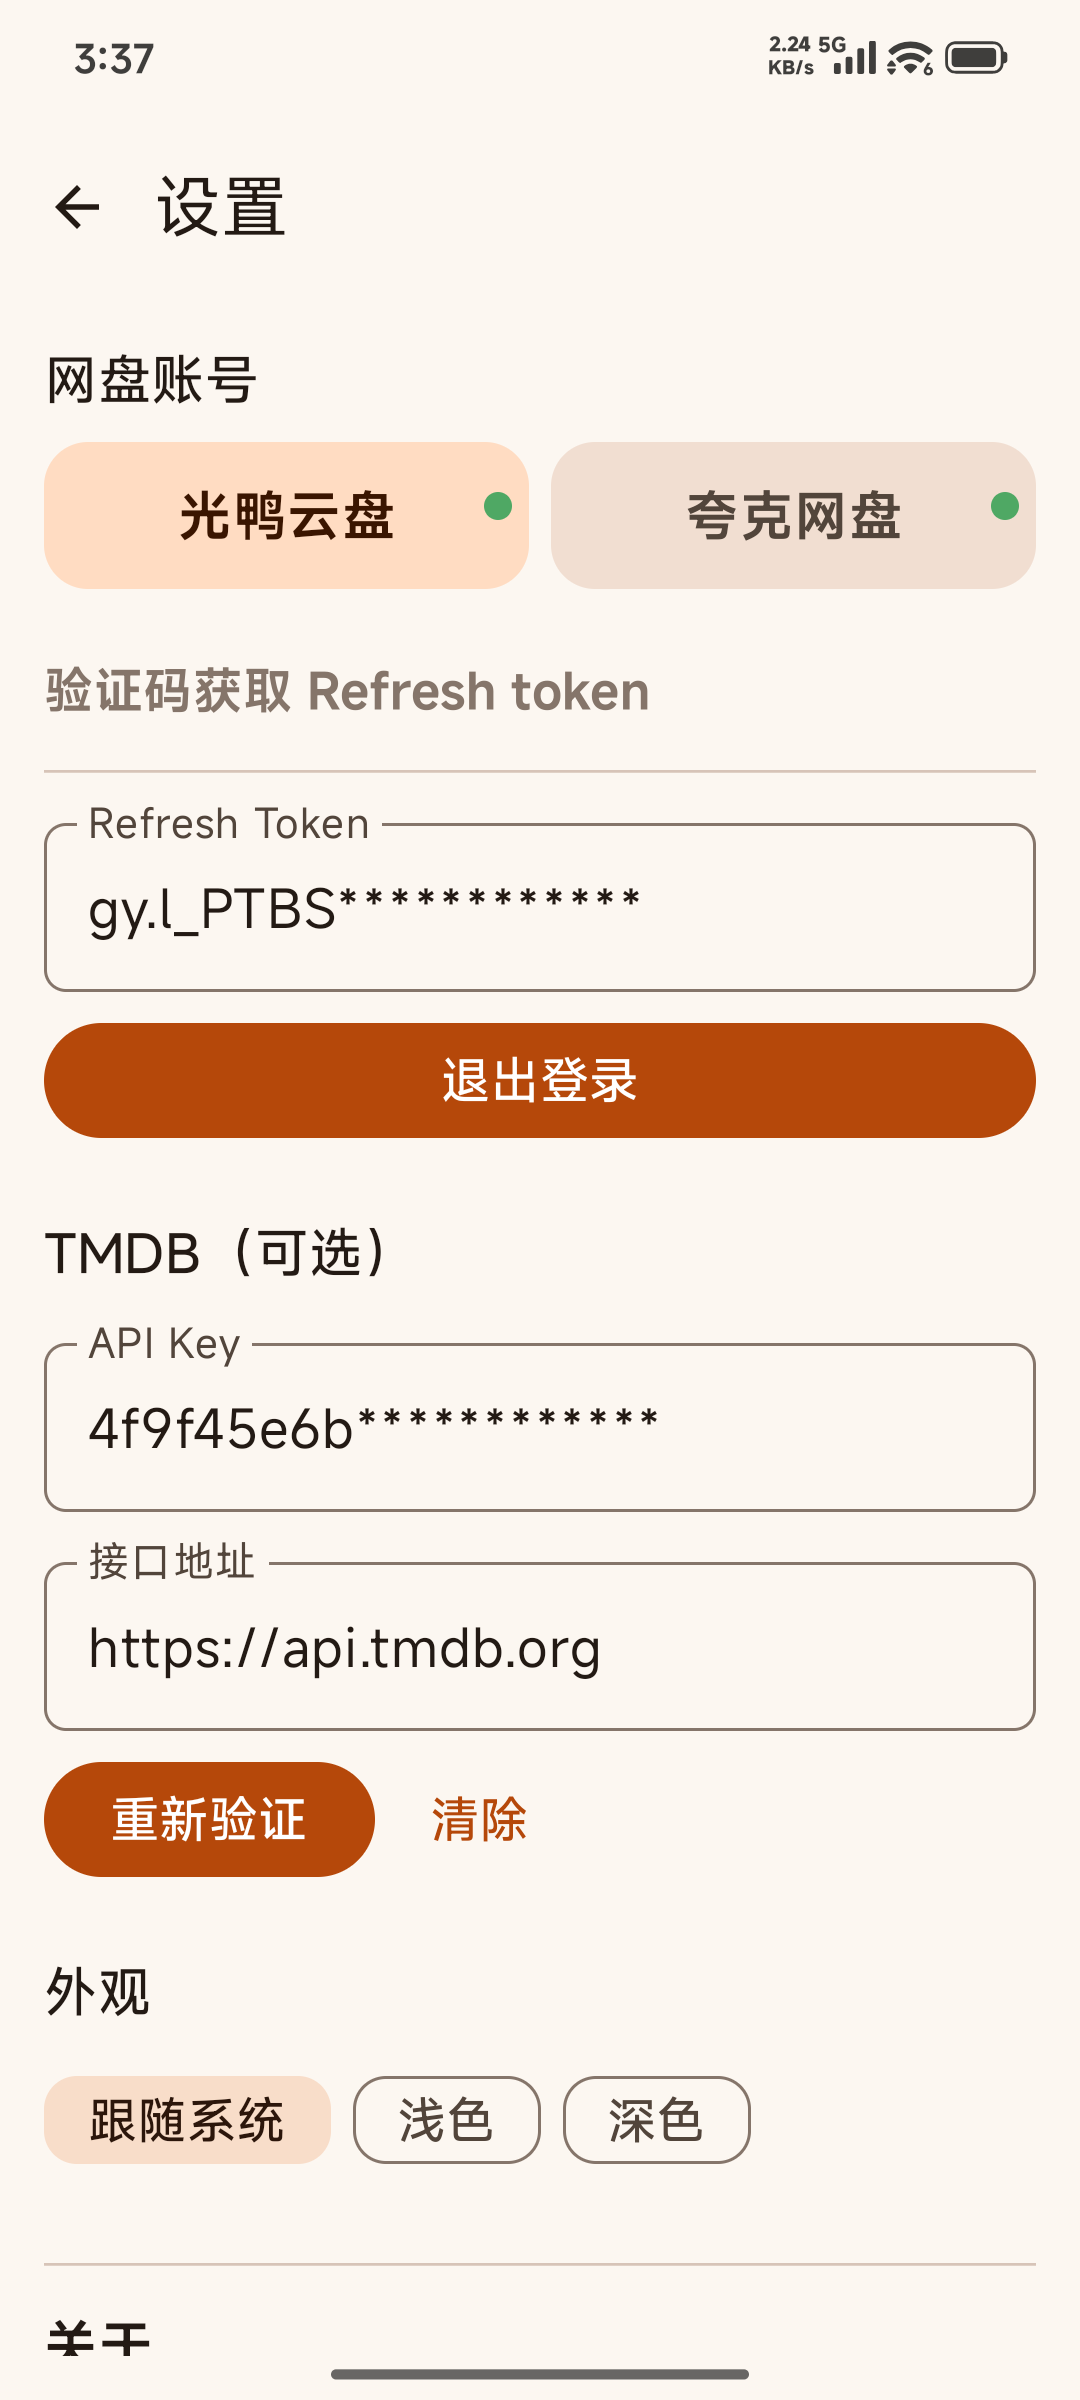 3:37
2.24 KB/s 5G 6
设置
网盘账号
光鸭云盘 夸克网盘
验证码获取 Refresh token
Refresh Token
gy.l_PTBS************
退出登录
TMDB（可选）
API Key
4f9f45e6b************
接口地址
https://api.tmdb.org
重新验证 清除
外观
跟随系统 浅色 深色
关于